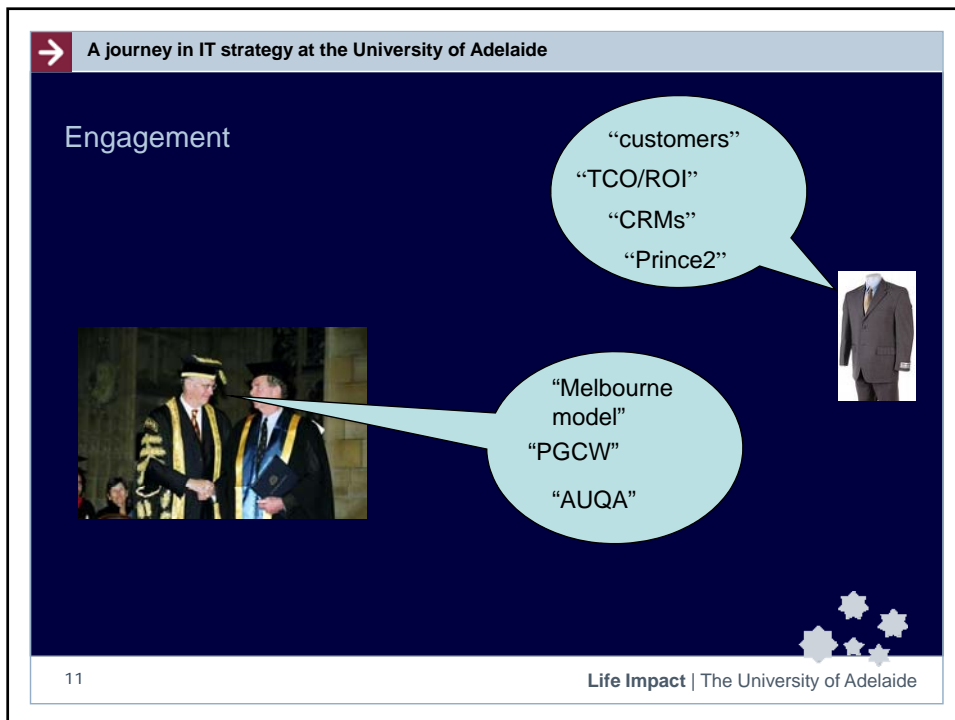 A journey in IT strategy at the University of Adelaide
Engagement
“customers”
“TCO/ROI”
“CRMs”
“Prince2”
“Melbourne
model”
“PGCW”
“AUQA”
11
Life Impact | The University of Adelaide